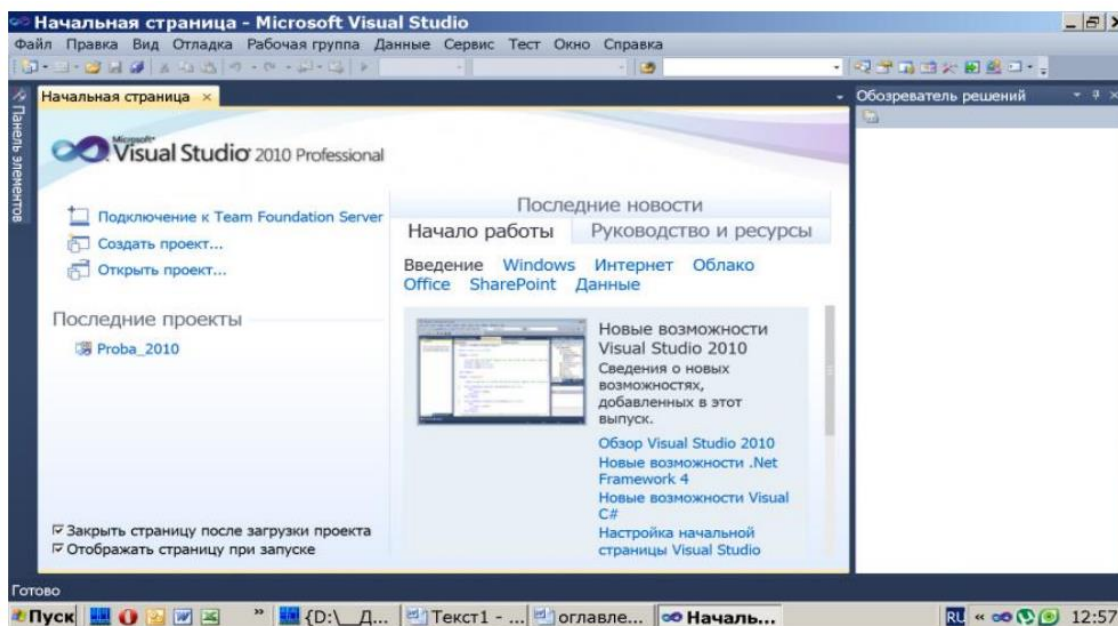 Начальная страница - Microsoft Visual Studio
Файл Правка Вид Отладка Рабочая группа Данные Сервис Тест Окно Справка
Панель элементов
Начальная страница
Обозреватель решений
Microsoft
Visual Studio 2010 Professional
Подключение к Team Foundation Server
Создать проект...
Открыть проект...
Последние проекты
Proba_2010
Закрыть страницу после загрузки проекта
Отображать страницу при запуске
Последние новости
Начало работы Руководство и ресурсы
Введение Windows Интернет Облако
Office SharePoint Данные
Новые возможности
Visual Studio 2010
Сведения о новых
возможностях,
добавленных в этот
выпуск.
Обзор Visual Studio 2010
Новые возможности .Net
Framework 4
Новые возможности Visual
C#
Настройка начальной
страницы Visual Studio
Готово
Пуск » {D:\__Д... Текст1 - ... оглавле... Началь... RU « 12:57